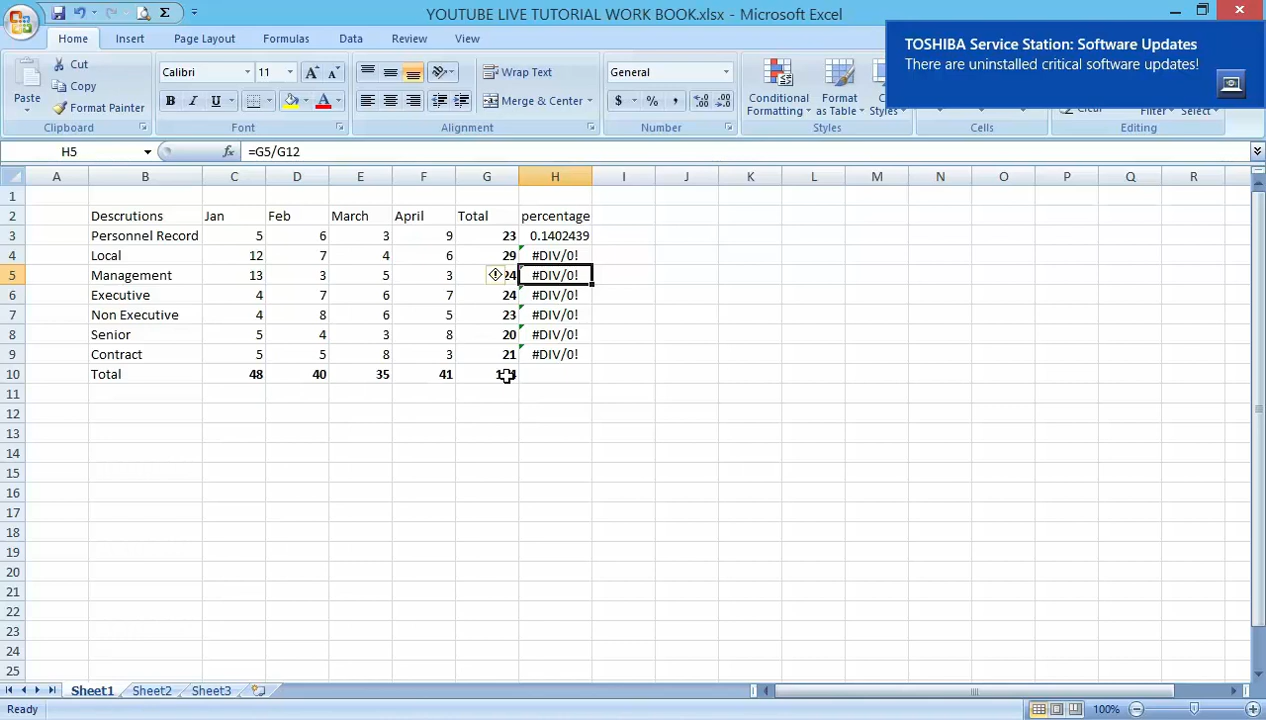 YOUTUBE LIVE TUTORIAL WORK BOOK.xlsx - Microsoft Excel
Home Insert Page Layout Formulas Data Review View
TOSHIBA Service Station: Software Updates
There are uninstalled critical software updates!
Paste
Cut
Copy
Format Painter
Clipboard
Calibri 11
B I U
Font
Wrap Text
Merge & Center
Alignment
General
$ % ,
Number
Conditional Formatting
Format as Table
Cell Styles
Styles
Cells
Clear
Filter
Select
Editing
H5 fx =G5/G12
A B C D E F G H I J K L M N O P Q R
1
2 Descrutions Jan Feb March April Total percentage
3 Personnel Record 5 6 3 9 23 0.1402439
4 Local 12 7 4 6 29 #DIV/0!
5 Management 13 3 5 3 24 #DIV/0!
6 Executive 4 7 6 7 24 #DIV/0!
7 Non Executive 4 8 6 5 23 #DIV/0!
8 Senior 5 4 3 8 20 #DIV/0!
9 Contract 5 5 8 3 21 #DIV/0!
10 Total 48 40 35 41
11
12
13
14
15
16
17
18
19
20
21
22
23
24
25
Sheet1 Sheet2 Sheet3
Ready 100%